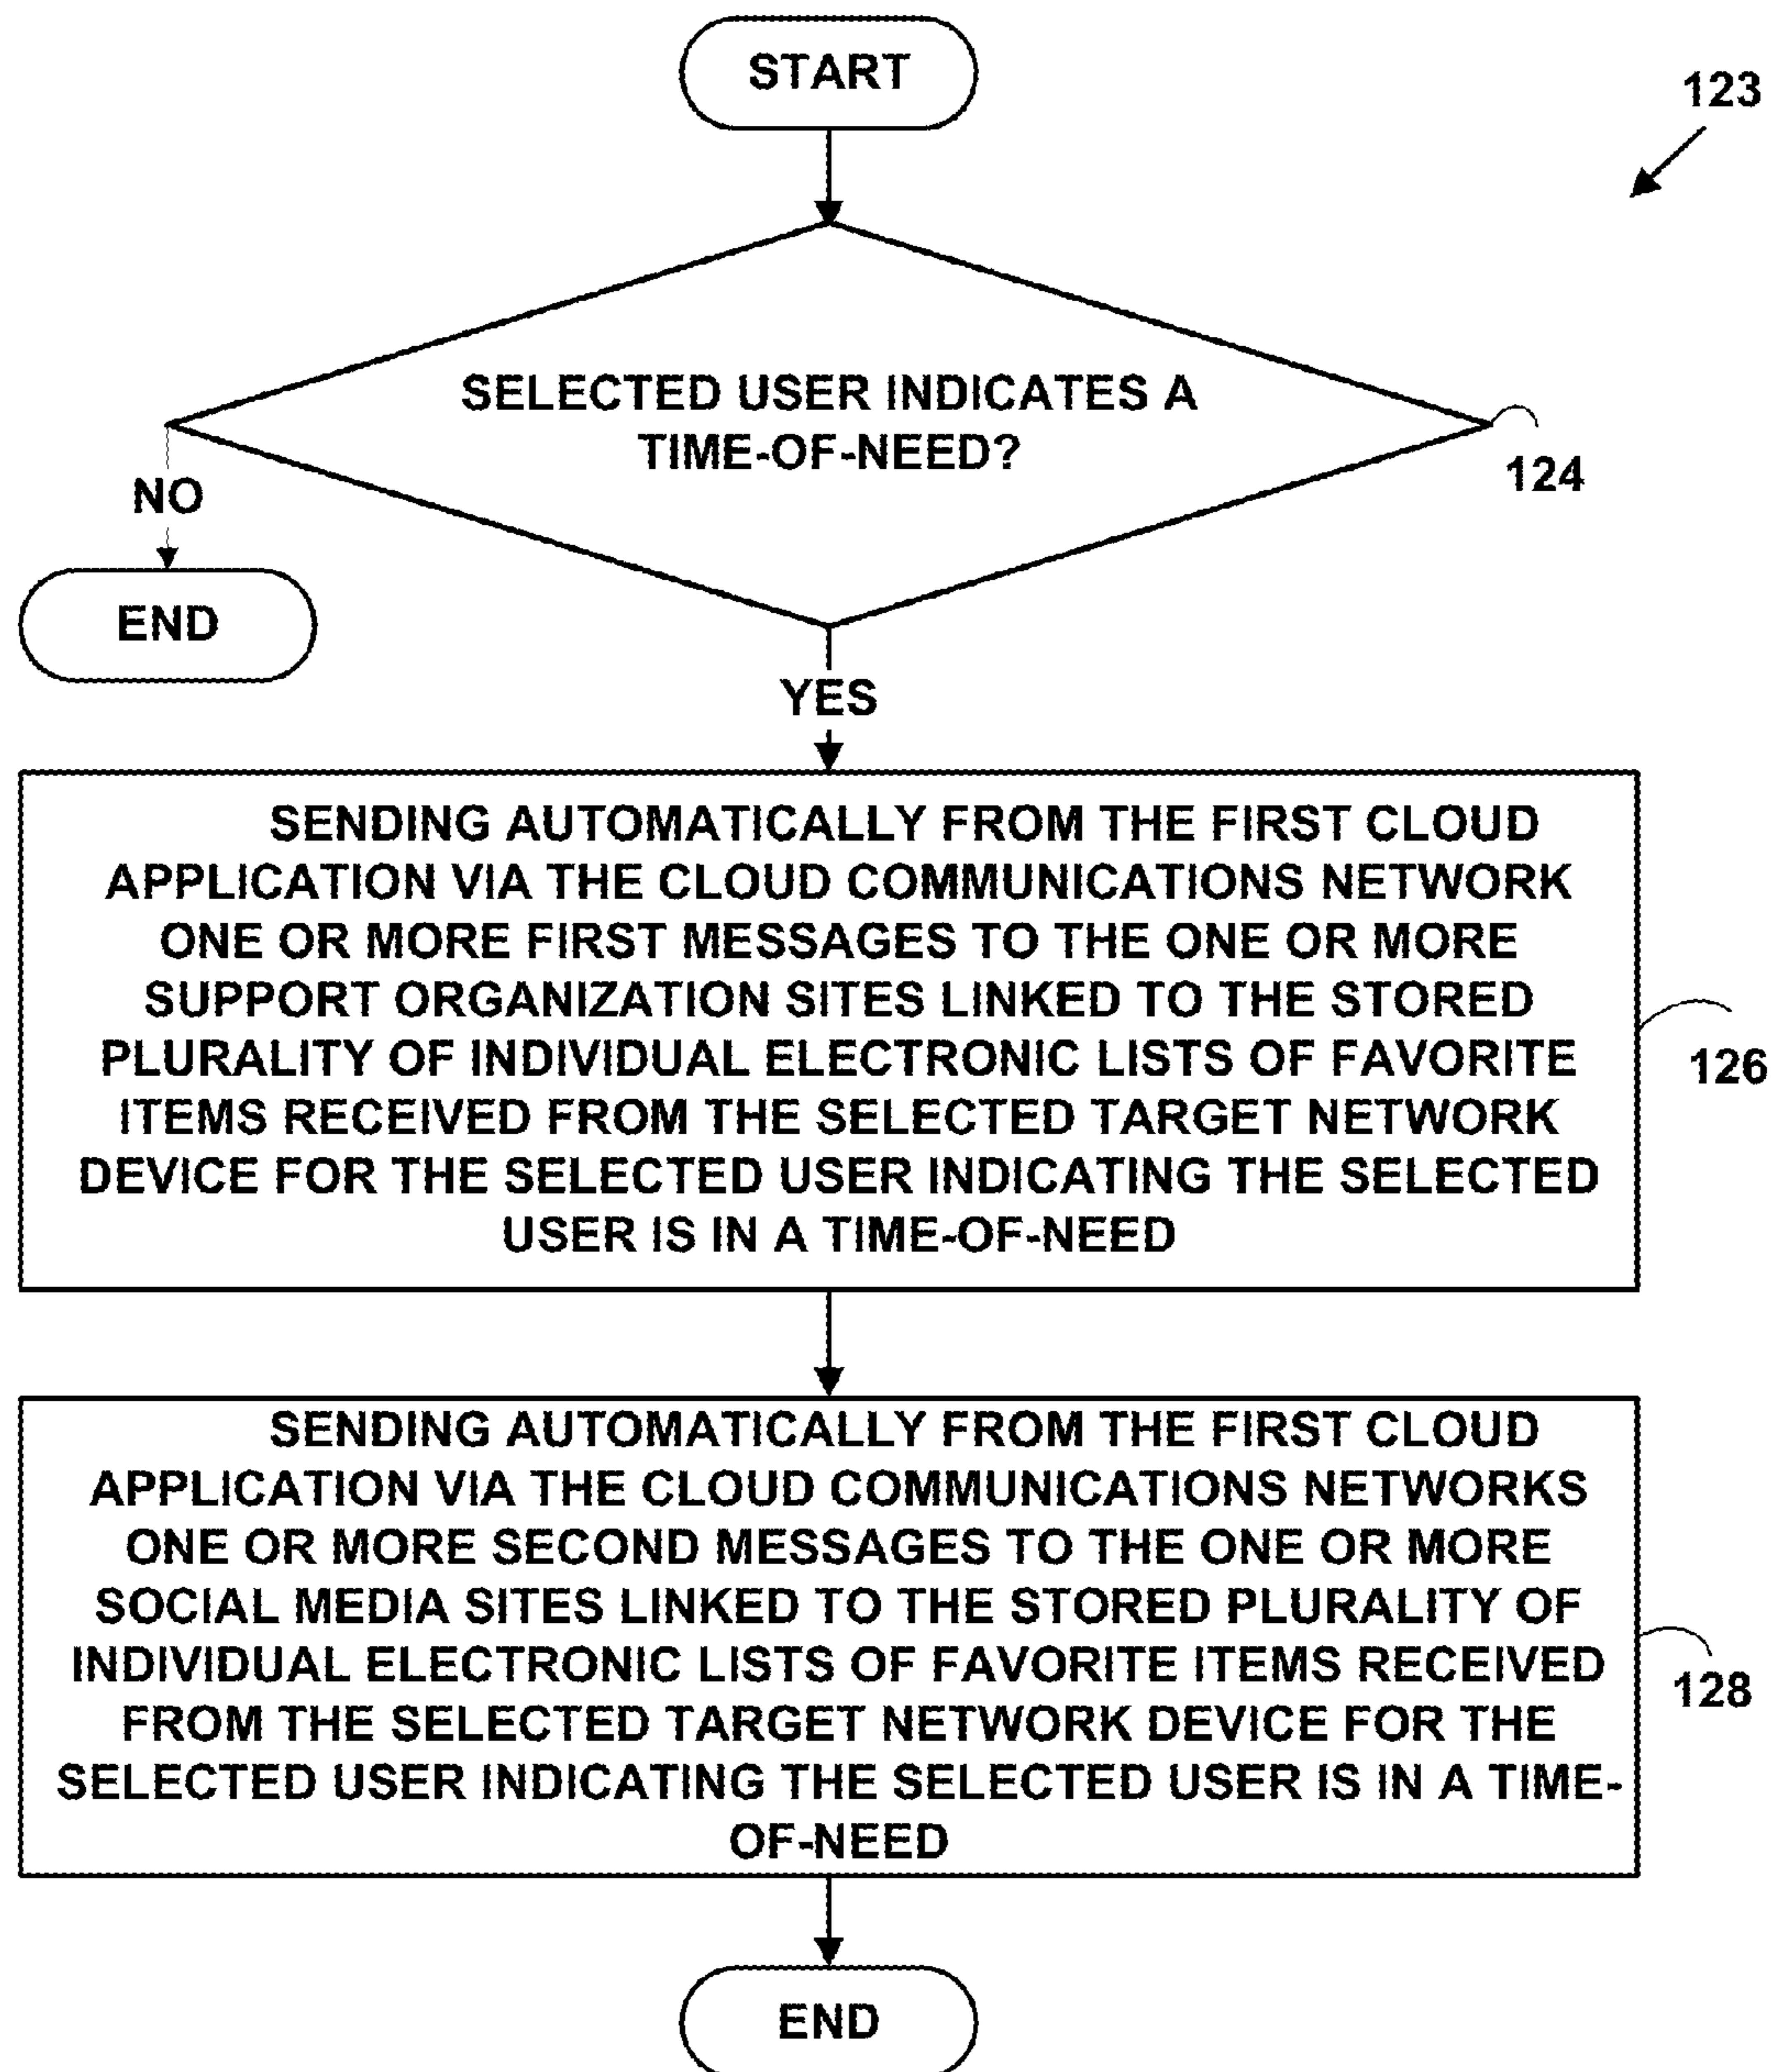 START
123
SELECTED USER INDICATES A
TIME-OF-NEED?
124
NO
END
YES
SENDING AUTOMATICALLY FROM THE FIRST CLOUD
APPLICATION VIA THE CLOUD COMMUNICATIONS NETWORK
ONE OR MORE FIRST MESSAGES TO THE ONE OR MORE
SUPPORT ORGANIZATION SITES LINKED TO THE STORED
PLURALITY OF INDIVIDUAL ELECTRONIC LISTS OF FAVORITE
ITEMS RECEIVED FROM THE SELECTED TARGET NETWORK
DEVICE FOR THE SELECTED USER INDICATING THE SELECTED
USER IS IN A TIME-OF-NEED
126
SENDING AUTOMATICALLY FROM THE FIRST CLOUD
APPLICATION VIA THE CLOUD COMMUNICATIONS NETWORKS
ONE OR MORE SECOND MESSAGES TO THE ONE OR MORE
SOCIAL MEDIA SITES LINKED TO THE STORED PLURALITY OF
INDIVIDUAL ELECTRONIC LISTS OF FAVORITE ITEMS RECEIVED
FROM THE SELECTED TARGET NETWORK DEVICE FOR THE
SELECTED USER INDICATING THE SELECTED USER IS IN A TIME-
OF-NEED
128
END